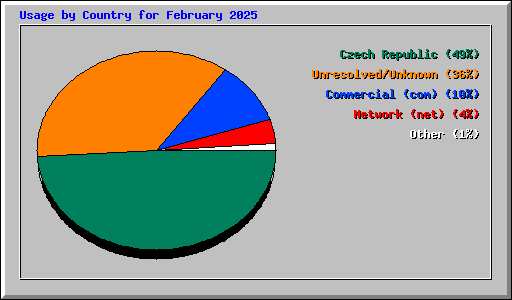 Usage by Country for February 2025
Czech Republic (49%)
Unresolved/Unknown (36%)
Commercial (com) (10%)
Network (net) (4%)
Other (1%)